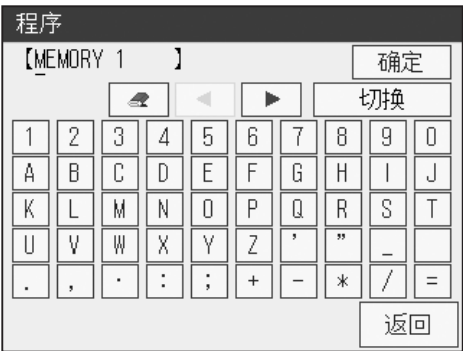 程序
【MEMORY 1 】 确定
切换
1 2 3 4 5 6 7 8 9 0
A B C D E F G H I J
K L M N O P Q R S T
U V W X Y Z ’ ” _
. , · : ; + − * / =
返回